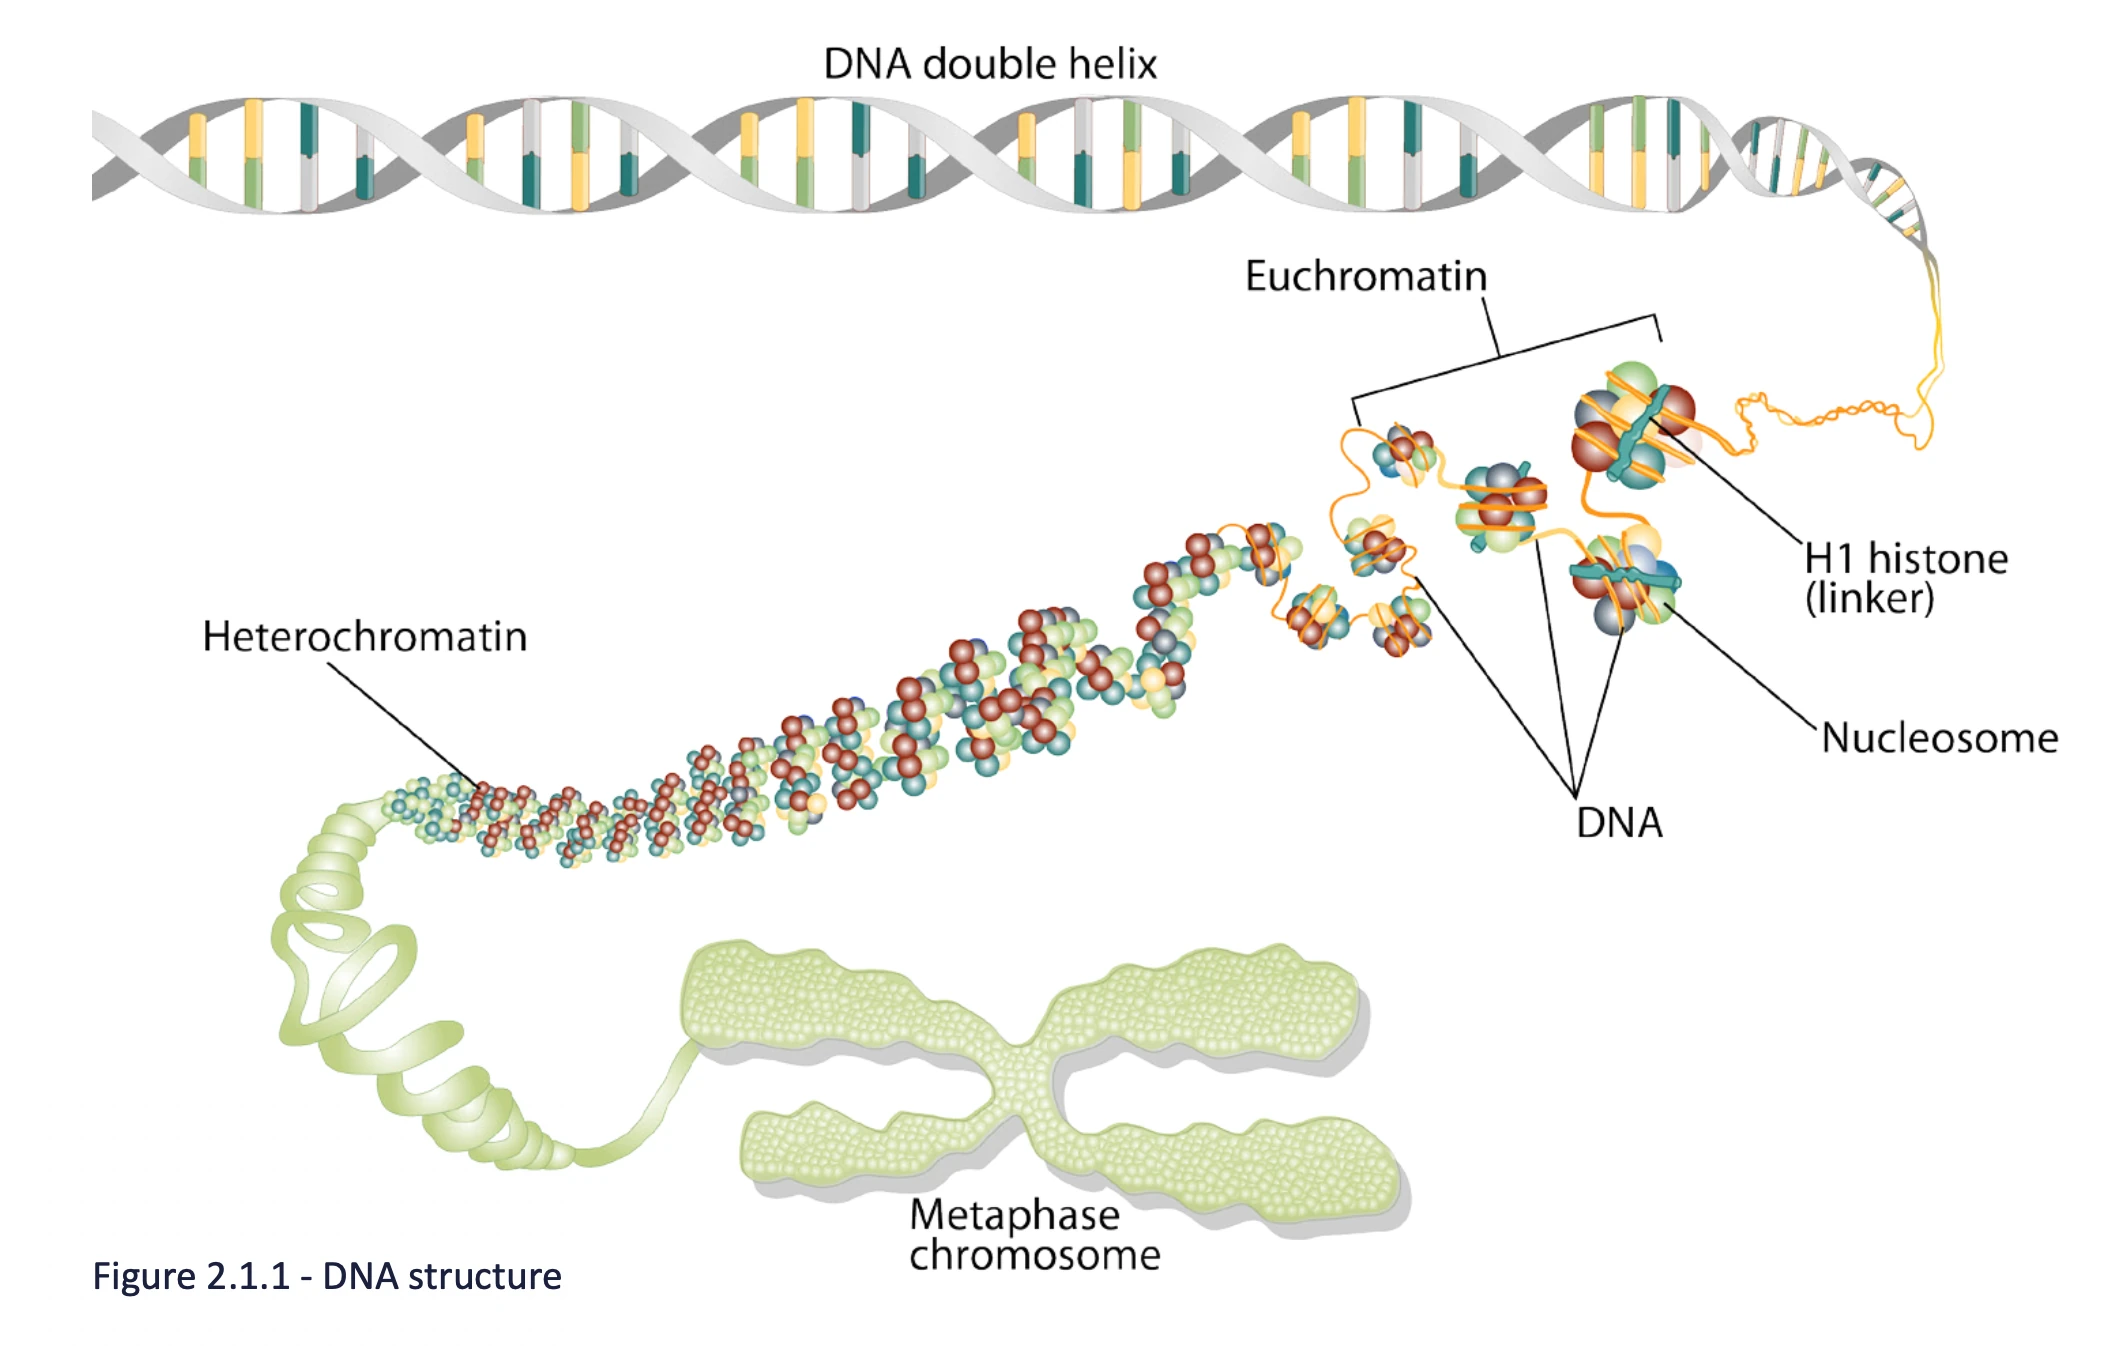 DNA double helix
Euchromatin
H1 histone
(linker)
Heterochromatin
Nucleosome
DNA
Metaphase
chromosome
Figure 2.1.1 - DNA structure